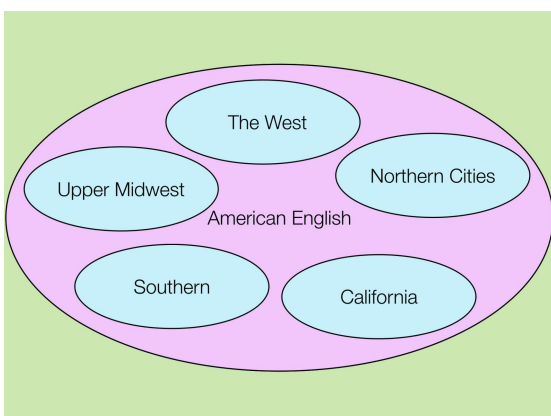 The West
Northern Cities
Upper Midwest
American English
Southern
California